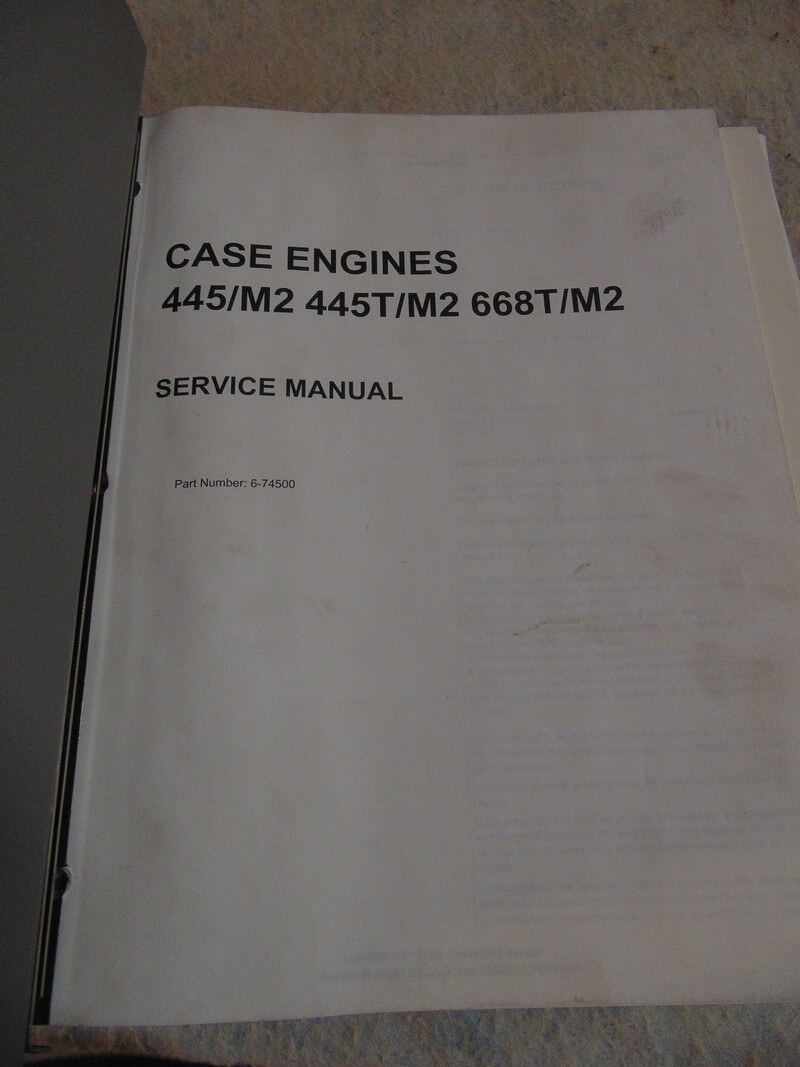 CASE ENGINES
445/M2 445T/M2 668T/M2
SERVICE MANUAL
Part Number: 6-74500